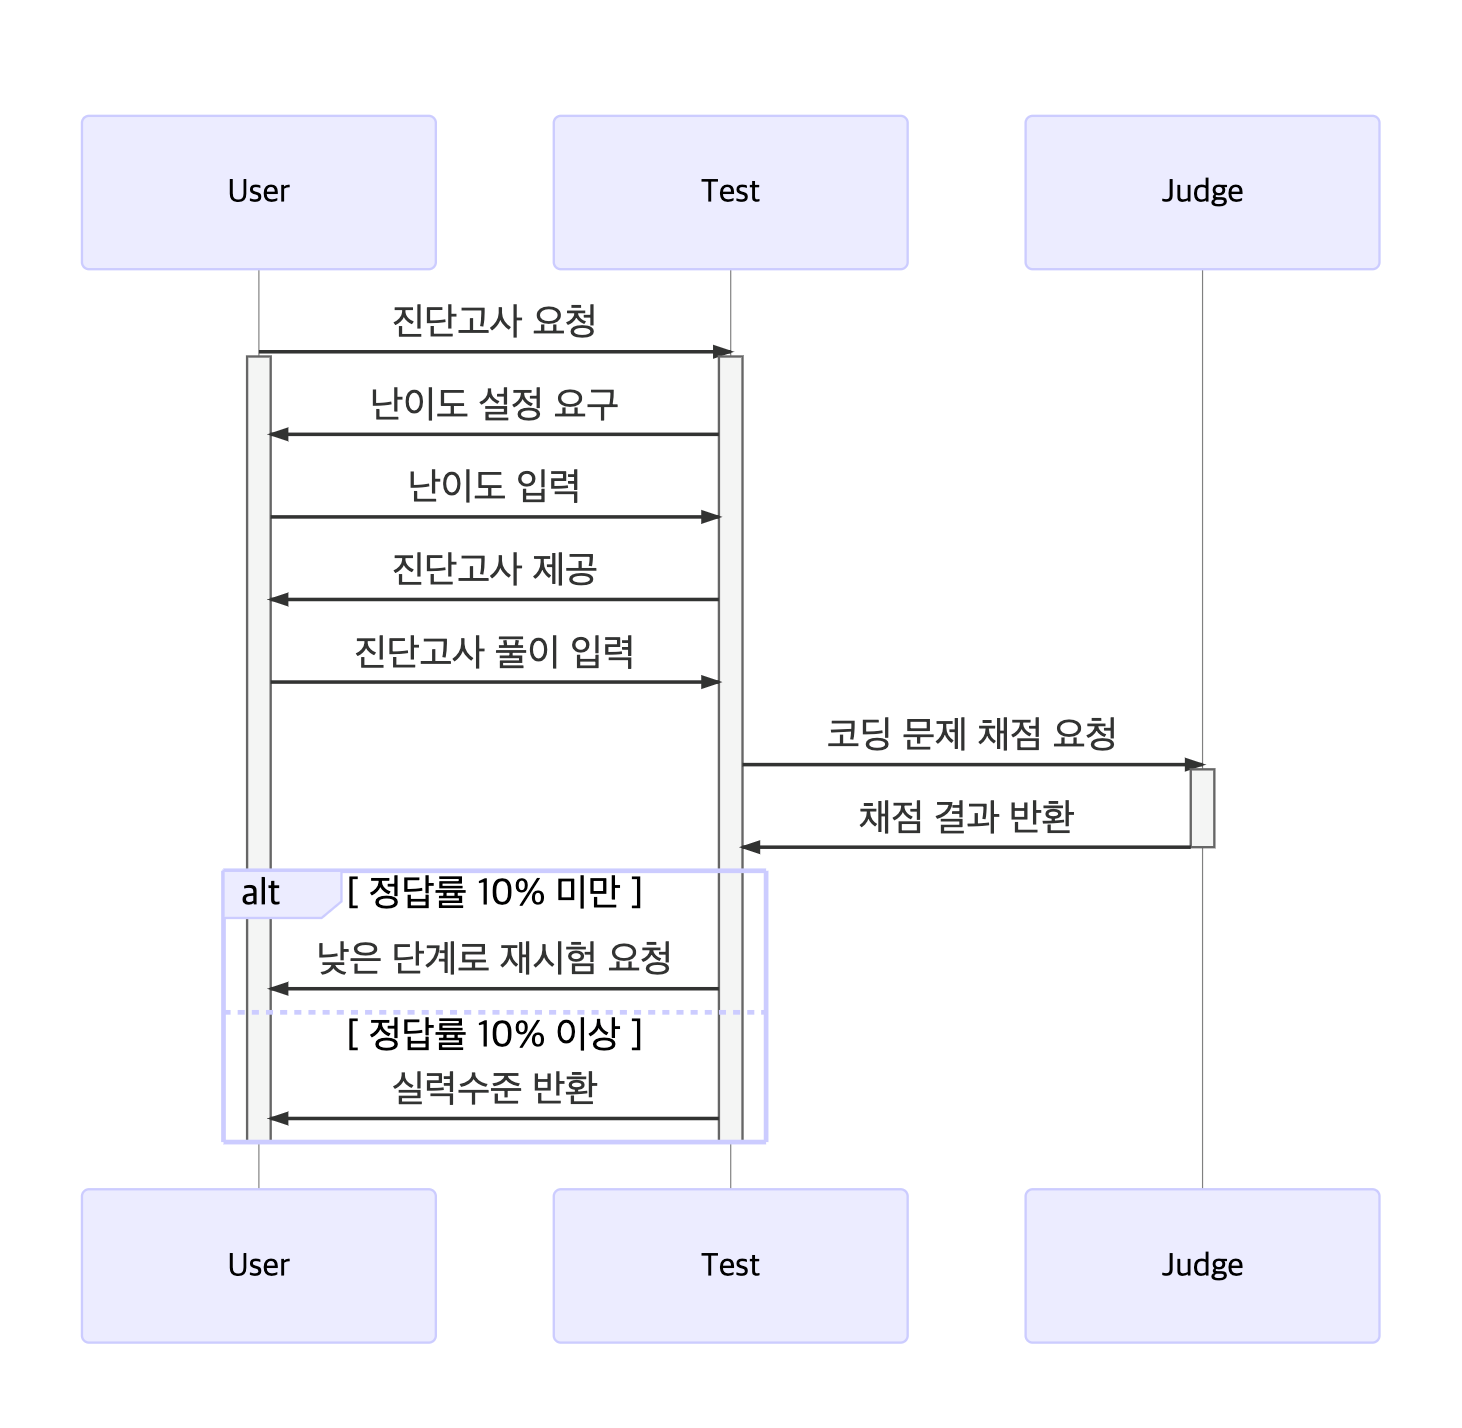 User
Test
Judge
진단고사 요청
난이도 설정 요구
난이도 입력
진단고사 제공
진단고사 풀이 입력
코딩 문제 채점 요청
채점 결과 반환
alt [ 정답률 10% 미만 ]
낮은 단계로 재시험 요청
[ 정답률 10% 이상 ]
실력수준 반환
User
Test
Judge